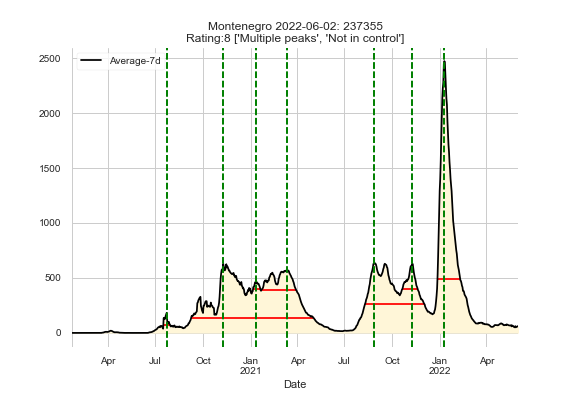 Montenegro 2022-06-02: 237355
Rating:8 ['Multiple peaks', 'Not in control']
Average-7d
2500
2000
1500
1000
500
0
Apr
Jul
Oct
Jan
2021
Apr
Jul
Oct
Jan
2022
Apr
Date